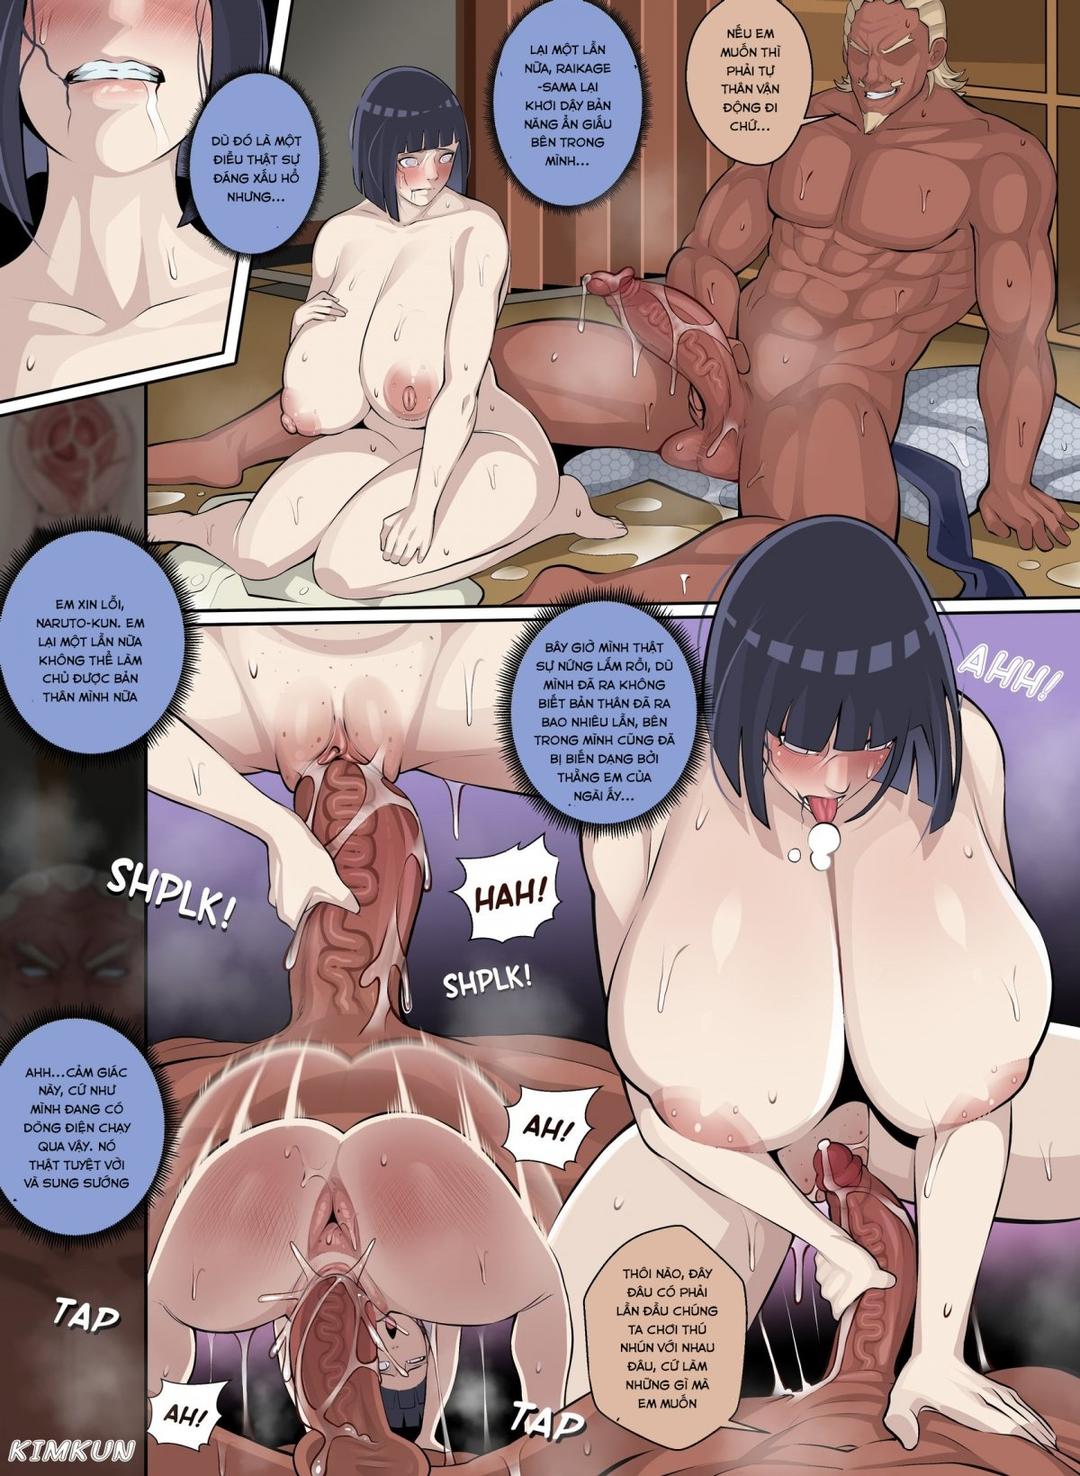 DÙ ĐÓ LÀ MỘT
ĐIỀU THẬT SỰ
ĐÁNG XẤU HỔ
NHƯNG...
LẠI MỘT LẦN
NỮA, RAIKAGE
-SAMA LẠI
KHƠI DẬY BẢN
NĂNG ẨN GIẤU
BÊN TRONG
MÌNH...
NẾU EM
MUỐN THÌ
PHẢI TỰ
THÂN VẬN
ĐỘNG ĐI
CHỨ...
EM XIN LỖI,
NARUTO-KUN. EM
LẠI MỘT LẦN NỮA
KHÔNG THỂ LÀM
CHỦ ĐƯỢC BẢN
THÂN MÌNH NỮA
BÂY GIỜ MÌNH THẬT
SỰ NỨNG LẮM RỒI, DÙ
MÌNH ĐÃ RA KHÔNG
BIẾT BẢN THÂN ĐÃ RA
BAO NHIÊU LẦN, BÊN
TRONG MÌNH CŨNG ĐÃ
BỊ BIẾN DẠNG BỞI
THẰNG EM CỦA
NGÀI ẤY...
AHH!
SHPLK!
HAH!
SHPLK!
AHH...CẢM GIÁC
NÀY, CỨ NHƯ
MÌNH ĐANG CÓ
DÒNG ĐIỆN CHẠY
QUA VẬY. NÓ
THẬT TUYỆT VỜI
VÀ SUNG SƯỚNG
AH!
THÔI NÀO, ĐÂY
ĐÂU CÓ PHẢI
LẦN ĐẦU CHÚNG
TA CHƠI THÚ
NHÚN VỚI NHAU
ĐÂU, CỨ LÀM
NHỮNG GÌ MÀ
EM MUỐN
TAP
AH!
TAP
KIMKUN